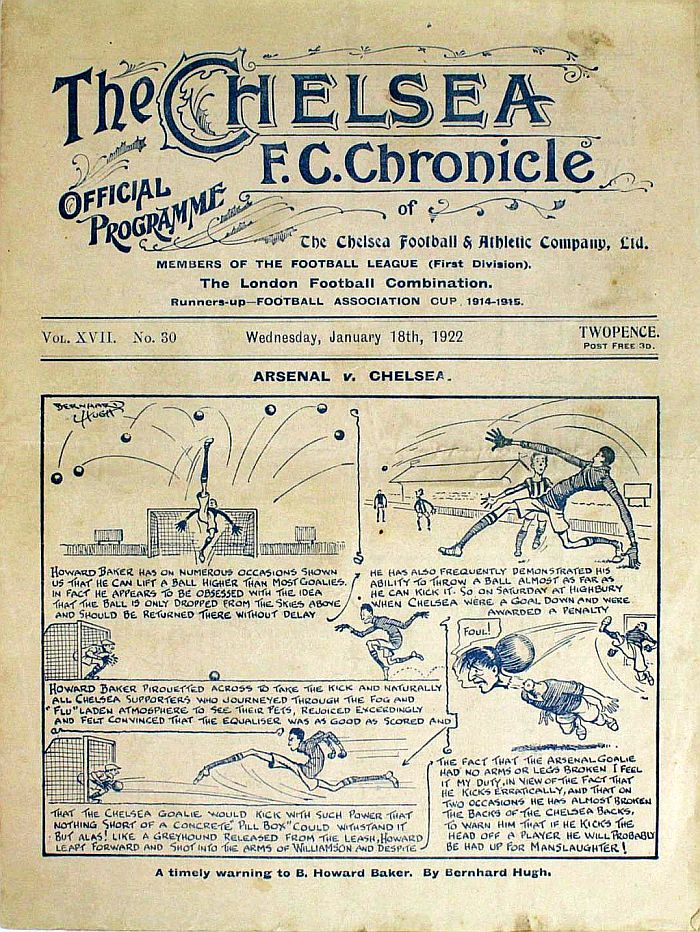 The CHELSEA
F.C. Chronicle
OFFICIAL
PROGRAMME
of
The Chelsea Football & Athletic Company, Ltd.
MEMBERS OF THE FOOTBALL LEAGUE (First Division).
The London Football Combination.
Runners-up—FOOTBALL ASSOCIATION CUP, 1914-1915.
VOL. XVII. No. 30
Wednesday, January 18th, 1922
TWOPENCE.
POST FREE 3D.
ARSENAL v. CHELSEA.
BERNHARD
HUGH
HOWARD BAKER HAS ON NUMEROUS OCCASIONS SHOWN
US THAT HE CAN LIFT A BALL HIGHER THAN MOST GOALIES.
IN FACT HE APPEARS TO BE OBSESSED WITH THE IDEA
THAT THE BALL IS ONLY DROPPED FROM THE SKIES ABOVE
AND SHOULD BE RETURNED THERE WITHOUT DELAY
HE HAS ALSO FREQUENTLY DEMONSTRATED HIS
ABILITY TO THROW A BALL ALMOST AS FAR AS
HE CAN KICK IT. SO ON SATURDAY AT HIGHBURY
WHEN CHELSEA WERE A GOAL DOWN AND WERE
AWARDED A PENALTY
HOWARD BAKER PIROUETTED ACROSS TO TAKE THE KICK AND NATURALLY
ALL CHELSEA SUPPORTERS WHO JOURNEYED THROUGH THE FOG AND
"FLU" LADEN ATMOSPHERE TO SEE THEIR PETS, REJOICED EXCEEDINGLY
AND FELT CONVINCED THAT THE EQUALISER WAS AS GOOD AS SCORED AND
FOUL!
THAT THE CHELSEA GOALIE WOULD KICK WITH SUCH POWER THAT
NOTHING SHORT OF A CONCRETE "PILL BOX" COULD WITHSTAND IT
BUT ALAS! LIKE A GREYHOUND RELEASED FROM THE LEASH, HOWARD
LEAPT FORWARD AND SHOT INTO THE ARMS OF WILLIAMSON AND DESPITE
THE FACT THAT THE ARSENAL GOALIE
HAD NO ARMS OR LEGS BROKEN I FEEL
IT MY DUTY, IN VIEW OF THE FACT THAT
HE KICKS ERRATICALLY, AND THAT ON
TWO OCCASIONS HE HAS ALMOST BROKEN
THE BACKS OF THE CHELSEA BACKS,
TO WARN HIM THAT IF HE KICKS THE
HEAD OFF A PLAYER HE WILL PROBABLY
BE HAD UP FOR MANSLAUGHTER!
A timely warning to B. Howard Baker. By Bernhard Hugh.